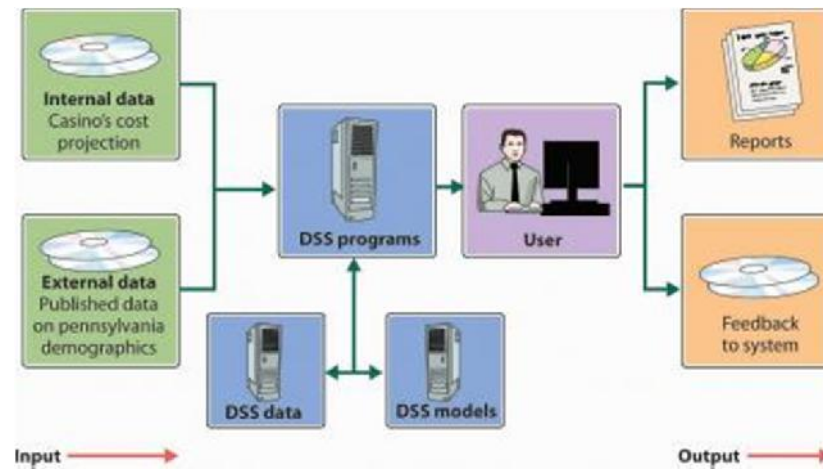 Internal data
Casino's cost
projection
External data
Published data
on pennsylvania
demographics
DSS programs
DSS data
DSS models
User
Reports
Feedback
to system
Input
Output